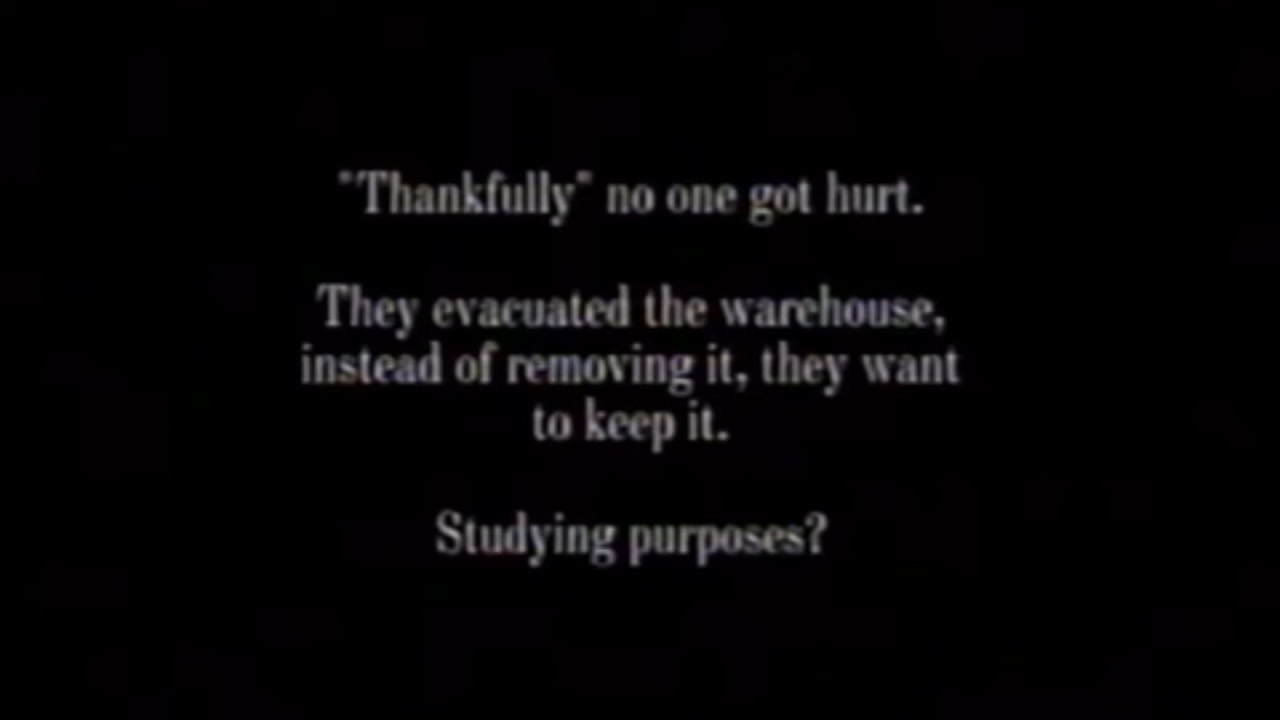 "Thankfully" no one got hurt.
They evacuated the warehouse,
instead of removing it, they want
to keep it.
Studying purposes?